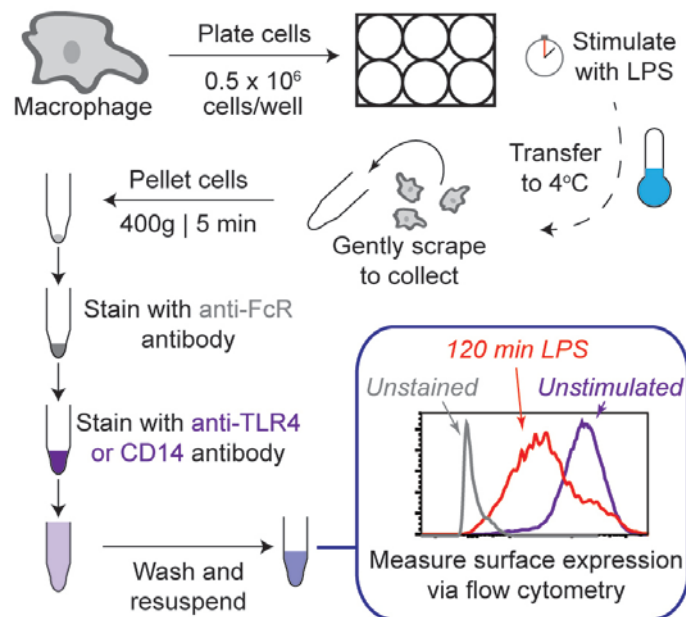 Macrophage
Plate cells
0.5 x 10⁶
cells/well
Stimulate
with LPS
Transfer
to 4°C
Gently scrape
to collect
Pellet cells
400g | 5 min
Stain with anti-FcR
antibody
Stain with anti-TLR4
or CD14 antibody
Wash and
resuspend
120 min LPS
Unstained
Unstimulated
Measure surface expression
via flow cytometry